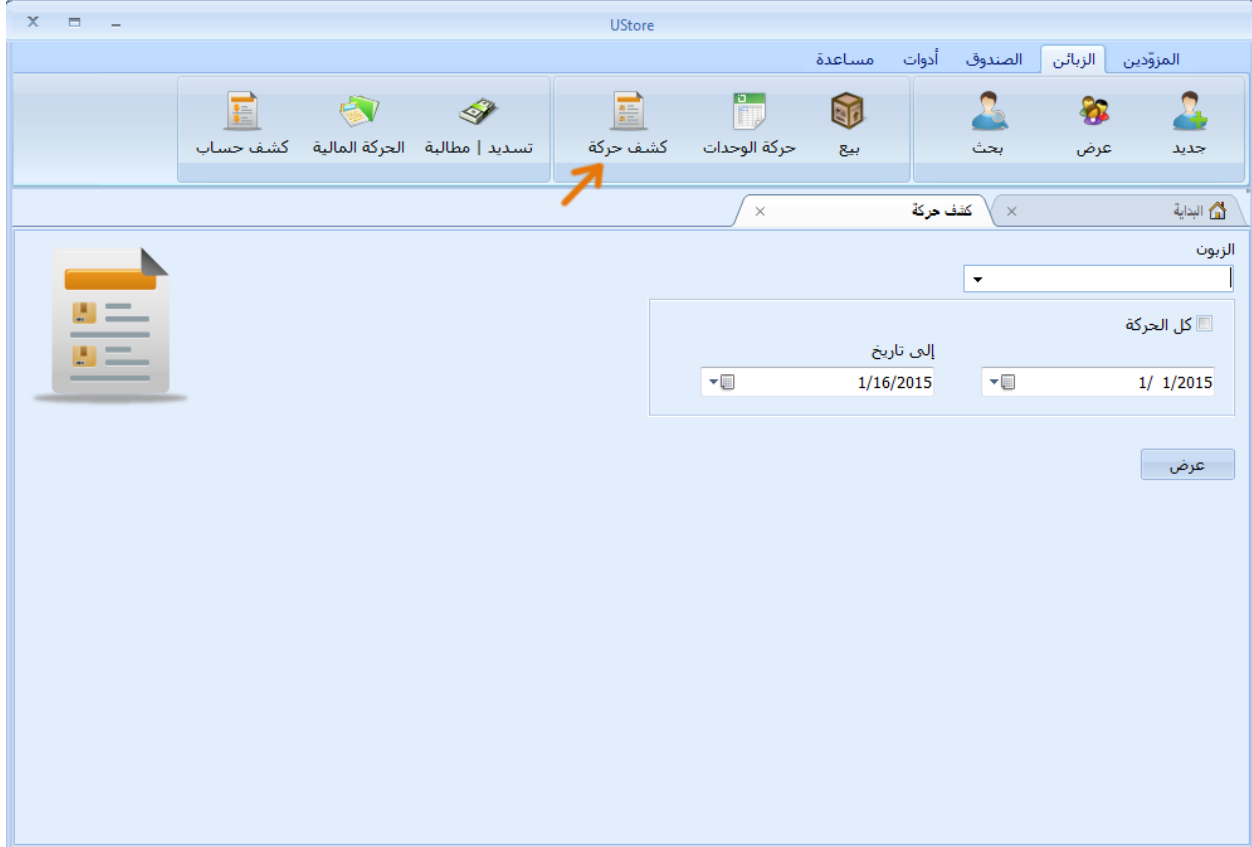 UStore
المزوّدين الزبائن الصندوق أدوات مساعدة
جديد عرض بحث بيع حركة الوحدات كشف حركة تسديد | مطالبة الحركة المالية كشف حساب
البداية كشف حركة
الزبون
كل الحركة
إلى تاريخ
1/ 1/2015 1/16/2015
عرض